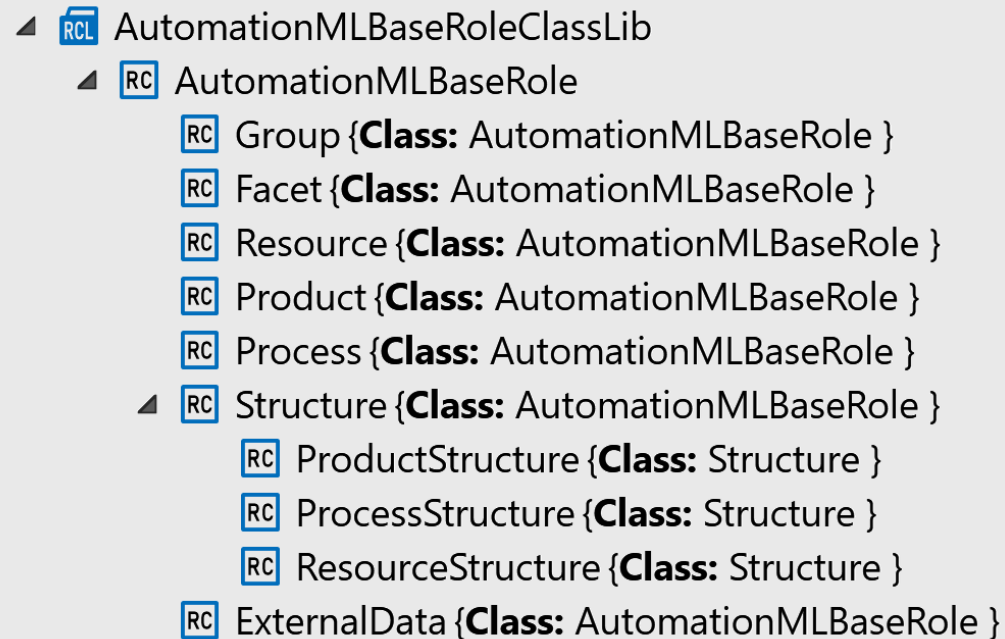 RCL AutomationMLBaseRoleClassLib
RC AutomationMLBaseRole
RC Group {Class: AutomationMLBaseRole }
RC Facet {Class: AutomationMLBaseRole }
RC Resource {Class: AutomationMLBaseRole }
RC Product {Class: AutomationMLBaseRole }
RC Process {Class: AutomationMLBaseRole }
RC Structure {Class: AutomationMLBaseRole }
RC ProductStructure {Class: Structure }
RC ProcessStructure {Class: Structure }
RC ResourceStructure {Class: Structure }
RC ExternalData {Class: AutomationMLBaseRole }